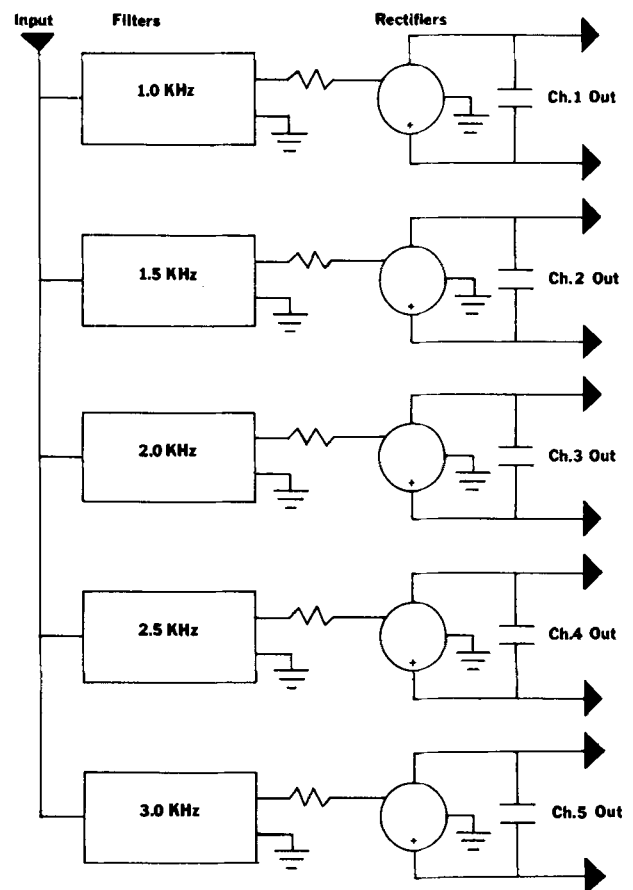 Input Filters Rectifiers
1.0 KHz
Ch.1 Out
+
1.5 KHz
Ch.2 Out
+
2.0 KHz
Ch.3 Out
+
2.5 KHz
Ch.4 Out
+
3.0 KHz
Ch.5 Out
+